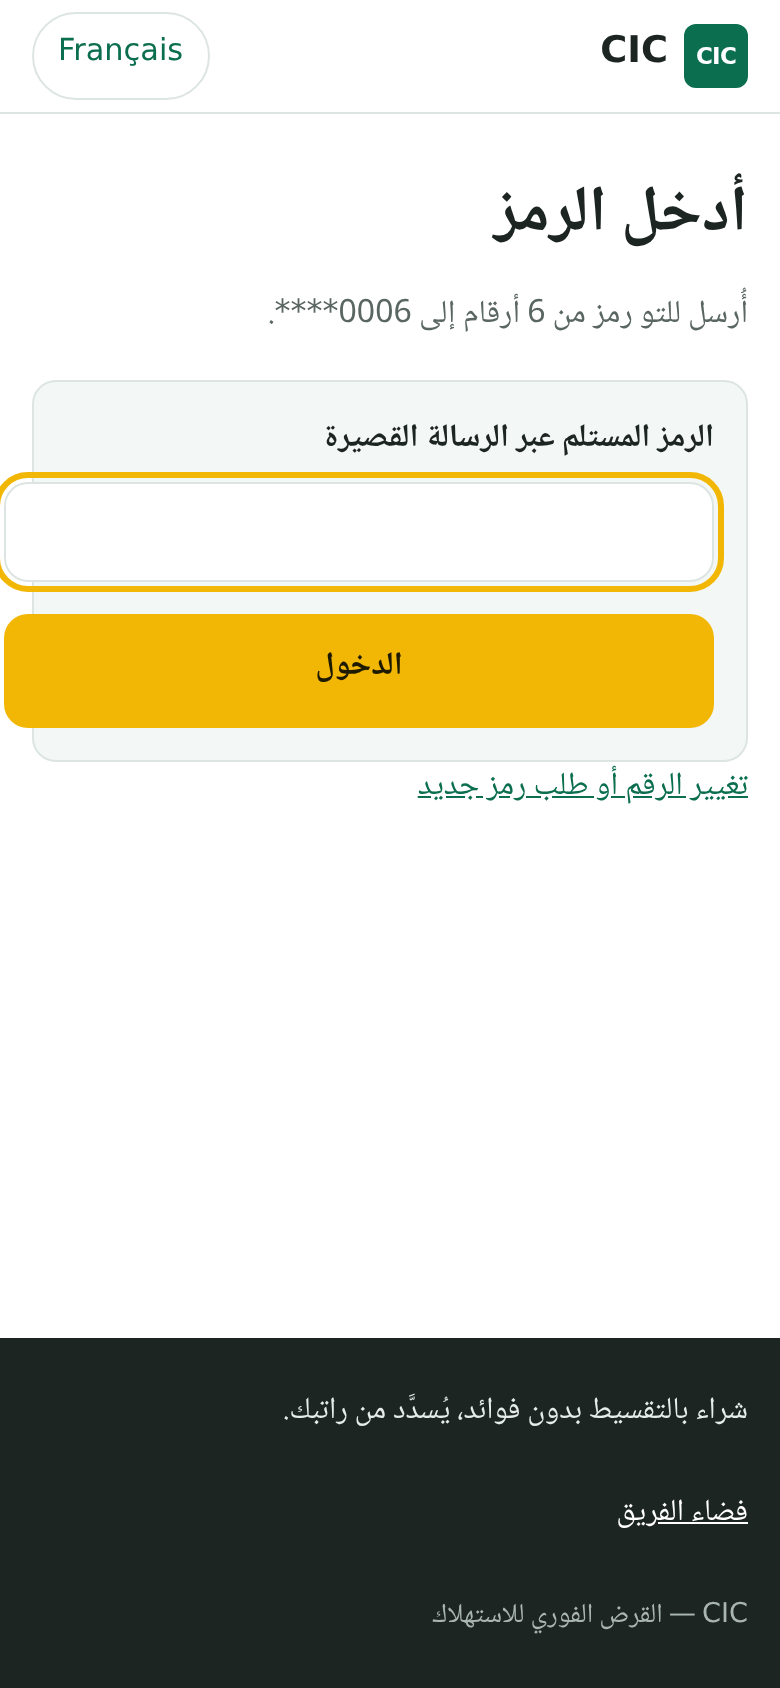 CIC
CIC
Français
أدخل الرمز
أُرسل للتو رمز من 6 أرقام إلى 0006****.
الرمز المستلم عبر الرسالة القصيرة
الدخول
تغيير الرقم أو طلب رمز جديد
شراء بالتقسيط بدون فوائد، يُسدَّد من راتبك.
فضاء الفريق
CIC — القرض الفوري للاستهلاك